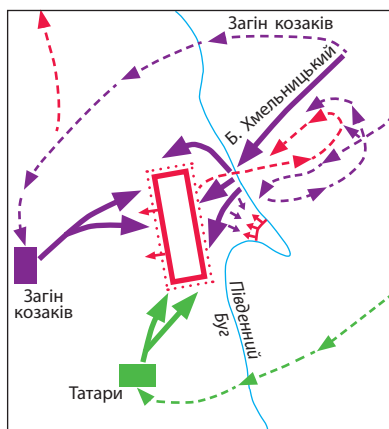 Загін козаків
Б. Хмельницький
Загін
козаків
Південний
Буг
Татари